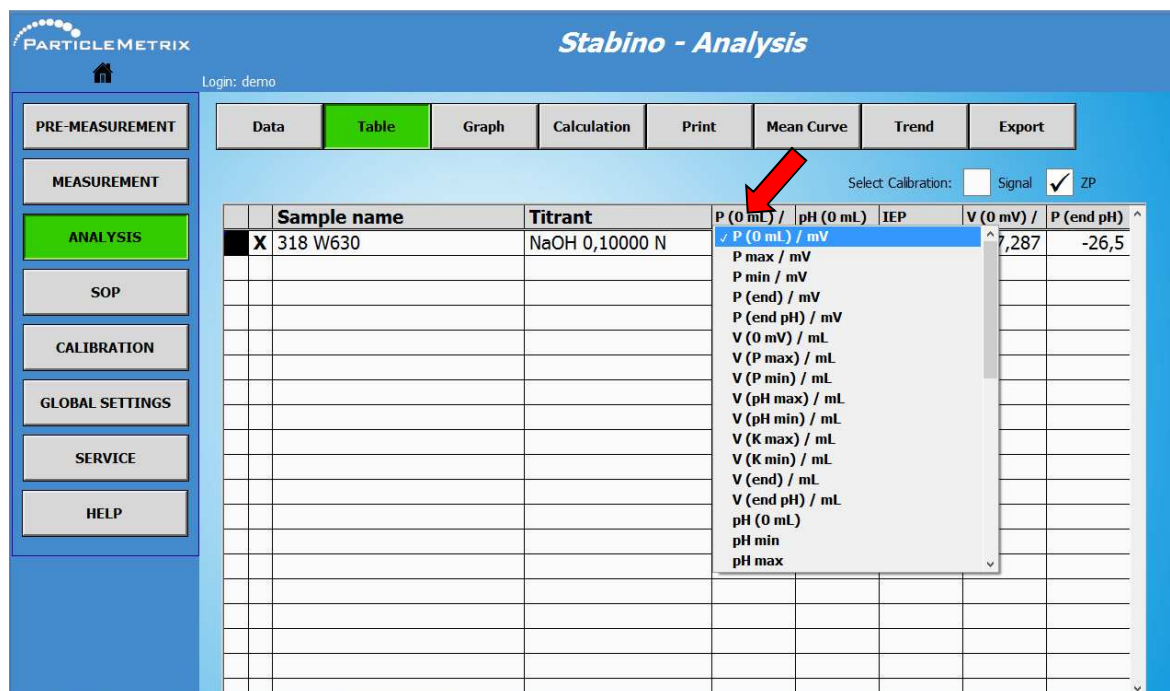 PARTICLEMETRIX
Stabino - Analysis
Login: demo
PRE-MEASUREMENT
MEASUREMENT
ANALYSIS
SOP
CALIBRATION
GLOBAL SETTINGS
SERVICE
HELP
Data Table Graph Calculation Print Mean Curve Trend Export
Select Calibration: Signal ✓ ZP
Sample name Titrant P (0 mL) / pH (0 mL) IEP V (0 mV) / P (end pH)
X 318 W630 NaOH 0,10000 N 7,287 -26,5
✓ P (0 mL) / mV
P max / mV
P min / mV
P (end) / mV
P (end pH) / mV
V (0 mV) / mL
V (P max) / mL
V (P min) / mL
V (pH max) / mL
V (pH min) / mL
V (K max) / mL
V (K min) / mL
V (end) / mL
V (end pH) / mL
pH (0 mL)
pH min
pH max